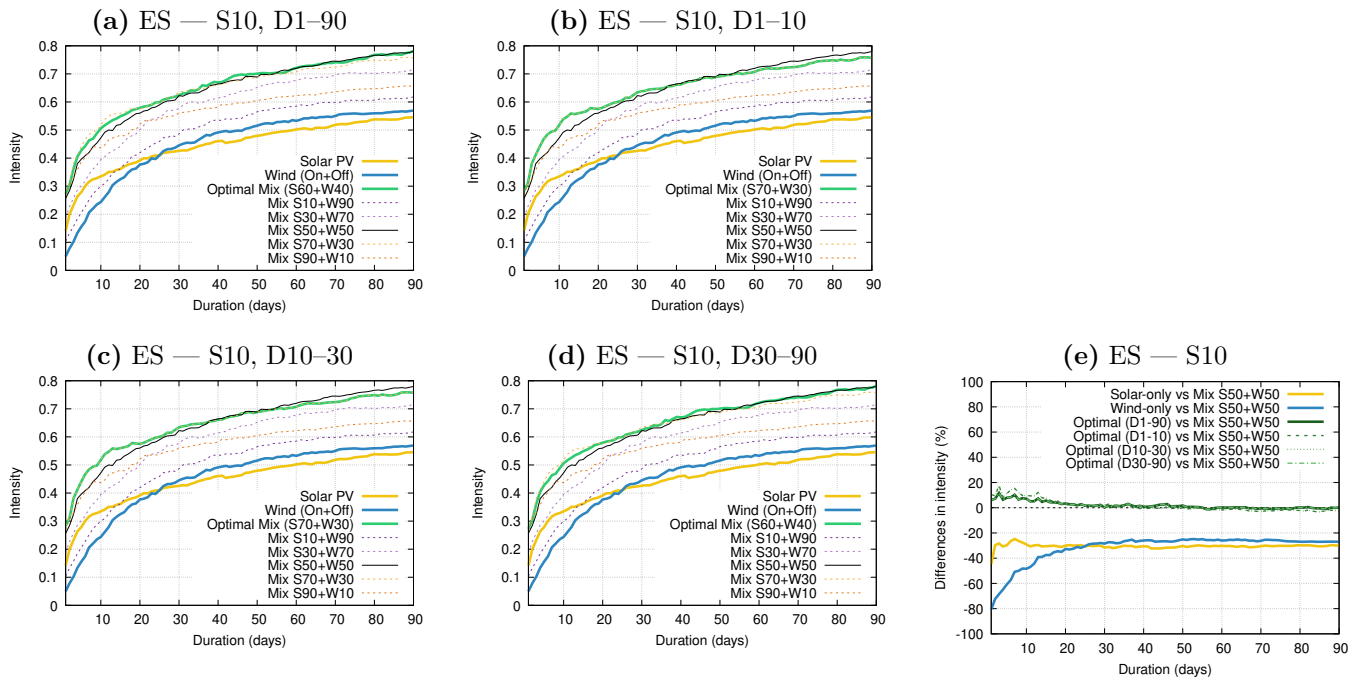 (a) ES — S10, D1–90
0.8
0.7
0.6
0.5
0.4
0.3
0.2
0.1
0
Intensity
Solar PV
Wind (On+Off)
Optimal Mix (S60+W40)
Mix S10+W90
Mix S30+W70
Mix S50+W50
Mix S70+W30
Mix S90+W10
10 20 30 40 50 60 70 80 90
Duration (days)
(b) ES — S10, D1–10
0.8
0.7
0.6
0.5
0.4
0.3
0.2
0.1
0
Intensity
Solar PV
Wind (On+Off)
Optimal Mix (S70+W30)
Mix S10+W90
Mix S30+W70
Mix S50+W50
Mix S70+W30
Mix S90+W10
10 20 30 40 50 60 70 80 90
Duration (days)
(c) ES — S10, D10–30
0.8
0.7
0.6
0.5
0.4
0.3
0.2
0.1
0
Intensity
Solar PV
Wind (On+Off)
Optimal Mix (S70+W30)
Mix S10+W90
Mix S30+W70
Mix S50+W50
Mix S70+W30
Mix S90+W10
10 20 30 40 50 60 70 80 90
Duration (days)
(d) ES — S10, D30–90
0.8
0.7
0.6
0.5
0.4
0.3
0.2
0.1
0
Intensity
Solar PV
Wind (On+Off)
Optimal Mix (S60+W40)
Mix S10+W90
Mix S30+W70
Mix S50+W50
Mix S70+W30
Mix S90+W10
10 20 30 40 50 60 70 80 90
Duration (days)
(e) ES — S10
100
80
60
40
20
0
-20
-40
-60
-80
-100
Differences in intensity (%)
Solar-only vs Mix S50+W50
Wind-only vs Mix S50+W50
Optimal (D1-90) vs Mix S50+W50
Optimal (D1-10) vs Mix S50+W50
Optimal (D10-30) vs Mix S50+W50
Optimal (D30-90) vs Mix S50+W50
10 20 30 40 50 60 70 80 90
Duration (days)